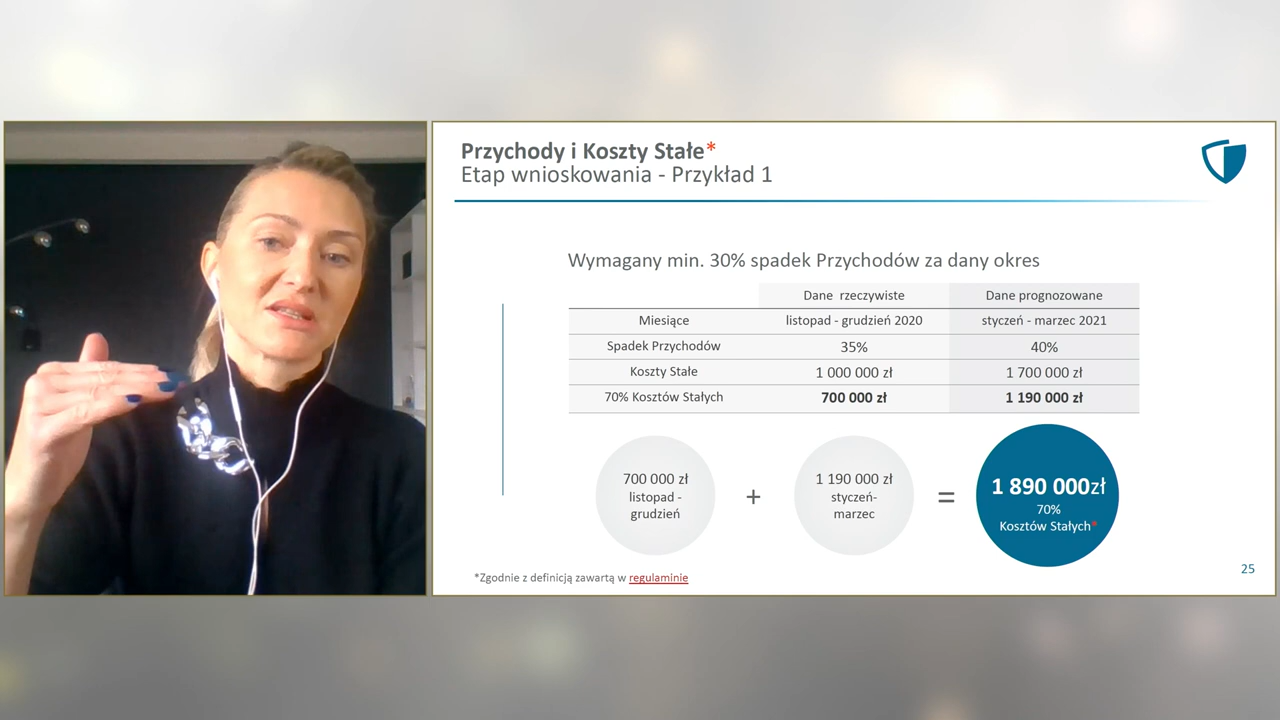 Przychody i Koszty Stałe*
Etap wnioskowania - Przykład 1
Wymagany min. 30% spadek Przychodów za dany okres
Dane rzeczywiste Dane prognozowane
Miesiące listopad - grudzień 2020 styczeń - marzec 2021
Spadek Przychodów 35% 40%
Koszty Stałe 1 000 000 zł 1 700 000 zł
70% Kosztów Stałych 700 000 zł 1 190 000 zł
700 000 zł
listopad -
grudzień
+
1 190 000 zł
styczeń-
marzec
=
1 890 000zł
70%
Kosztów Stałych*
*Zgodnie z definicją zawartą w regulaminie
25